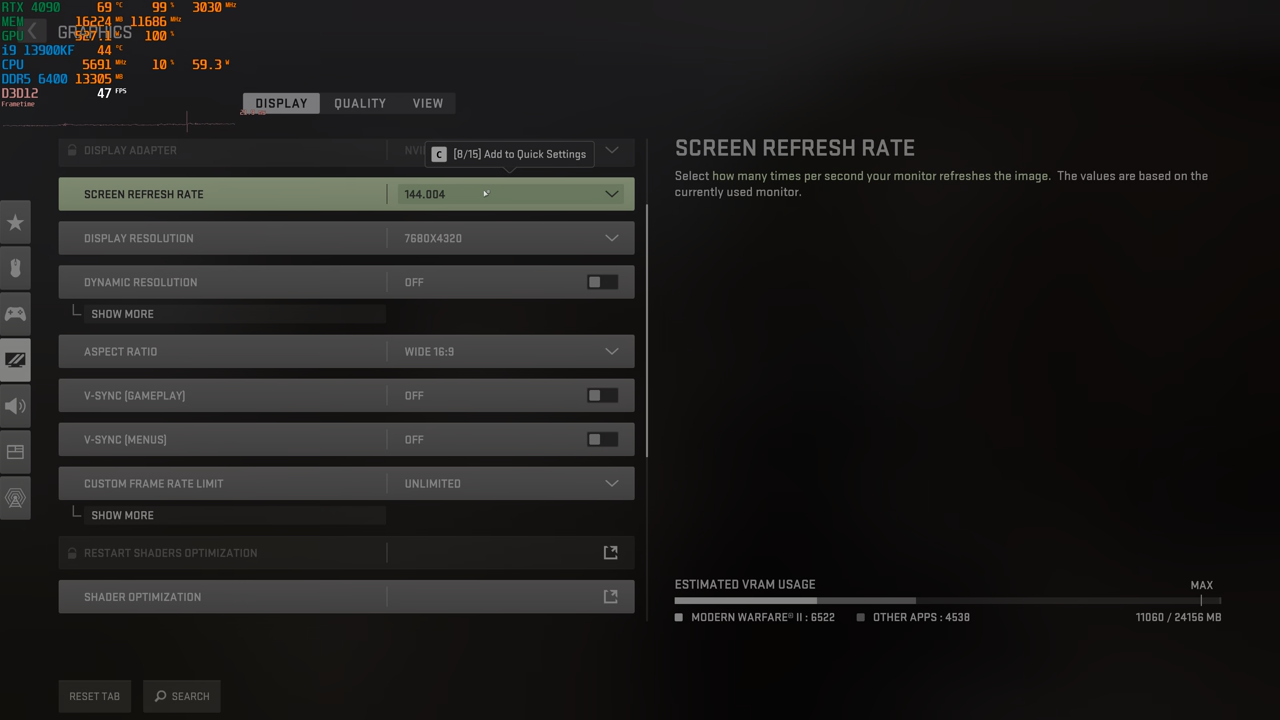 RTX 4090 69 °C 99 % 3030 MHz
MEM 16224 MB 11686 MHz
GPU 527.1 W 100 %
GRAPHICS
i9 13900KF 44 °C
CPU 5691 MHz 10 % 59.3 W
DDR5 6400 13305 MB
D3D12 47 FPS
Frametime
DISPLAY QUALITY VIEW
DISPLAY ADAPTER NVI
C [8/15] Add to Quick Settings
SCREEN REFRESH RATE 144.004
DISPLAY RESOLUTION 7680X4320
DYNAMIC RESOLUTION OFF
SHOW MORE
ASPECT RATIO WIDE 16:9
V-SYNC (GAMEPLAY) OFF
V-SYNC (MENUS) OFF
CUSTOM FRAME RATE LIMIT UNLIMITED
SHOW MORE
RESTART SHADERS OPTIMIZATION
SHADER OPTIMIZATION
RESET TAB SEARCH
SCREEN REFRESH RATE
Select how many times per second your monitor refreshes the image. The values are based on the
currently used monitor.
ESTIMATED VRAM USAGE MAX
MODERN WARFARE® II : 6522 OTHER APPS : 4538 11060 / 24156 MB